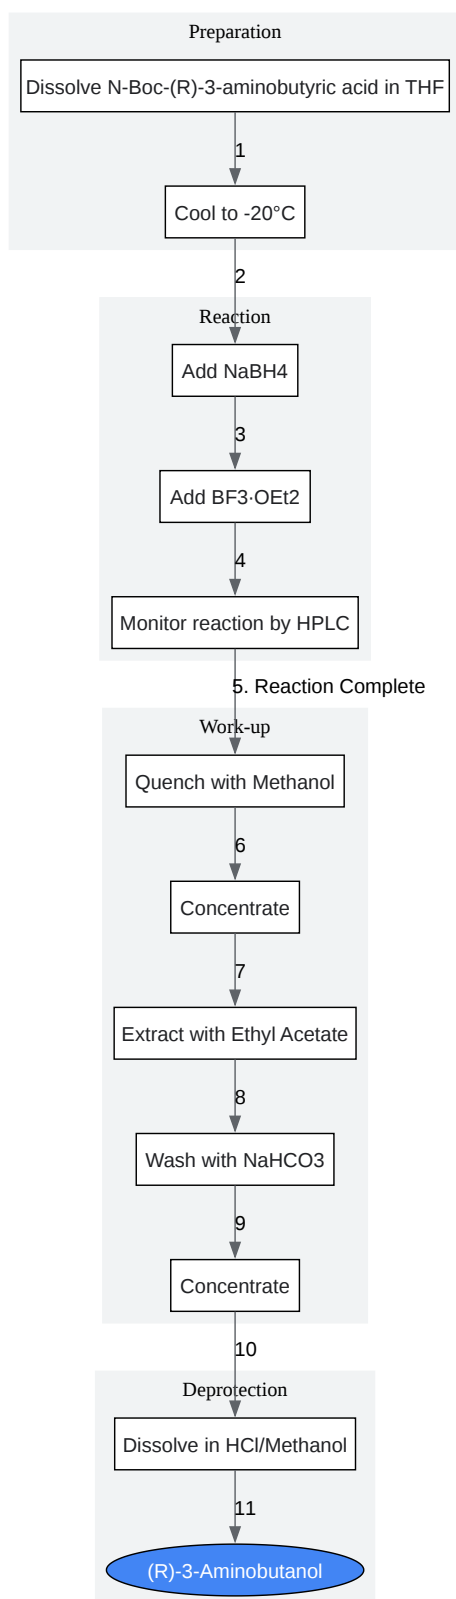 Preparation
Dissolve N-Boc-(R)-3-aminobutyric acid in THF
1
Cool to -20°C
2
Reaction
Add NaBH4
3
Add BF3·OEt2
4
Monitor reaction by HPLC
5. Reaction Complete
Work-up
Quench with Methanol
6
Concentrate
7
Extract with Ethyl Acetate
8
Wash with NaHCO3
9
Concentrate
10
Deprotection
Dissolve in HCl/Methanol
11
(R)-3-Aminobutanol